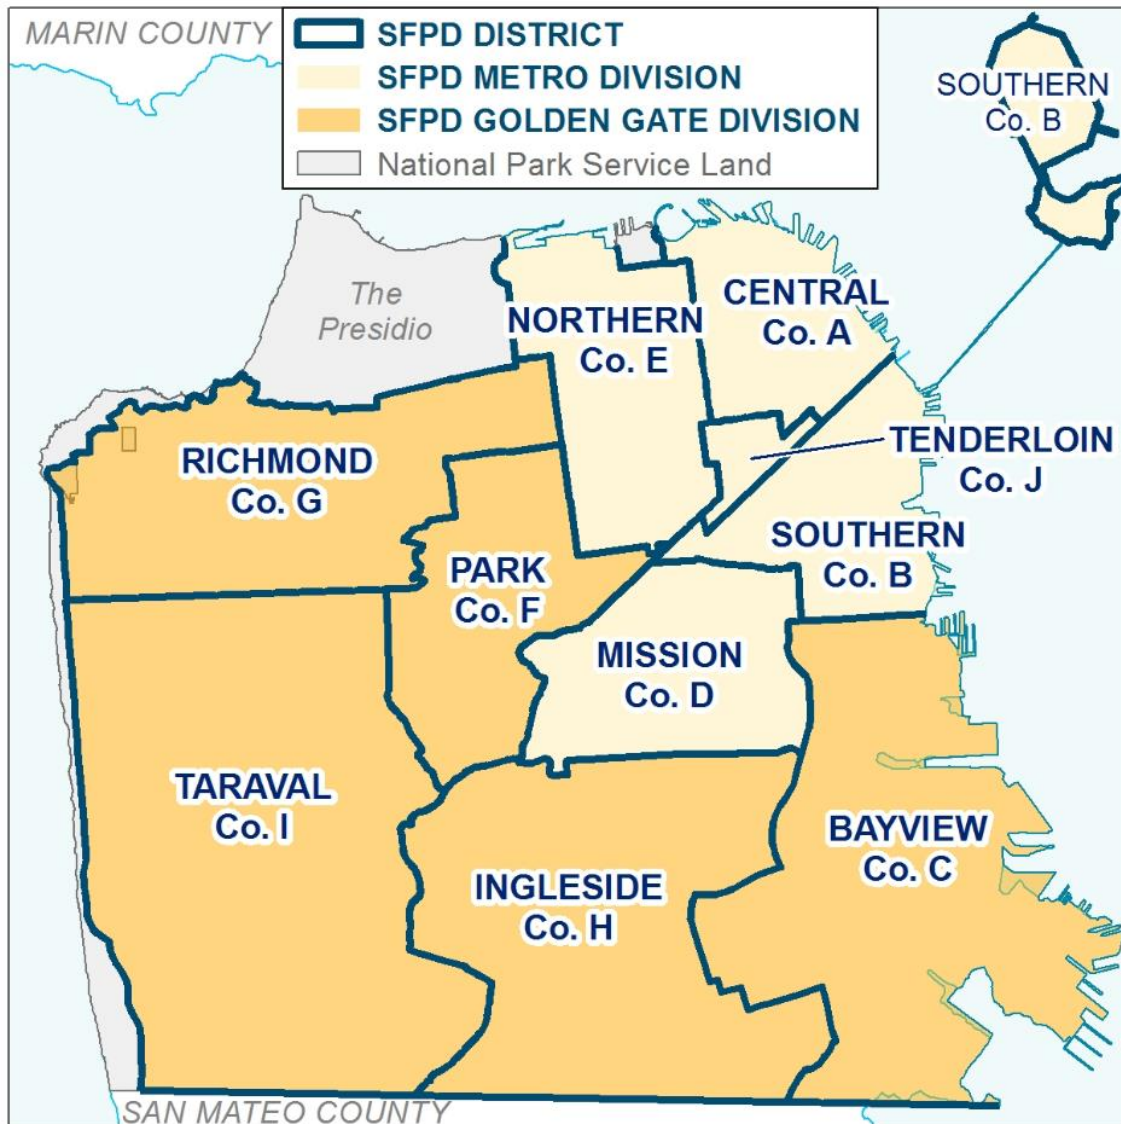 MARIN COUNTY
SFPD DISTRICT
SFPD METRO DIVISION
SFPD GOLDEN GATE DIVISION
National Park Service Land
SOUTHERN
Co. B
The
Presidio
NORTHERN
Co. E
CENTRAL
Co. A
RICHMOND
Co. G
TENDERLOIN
Co. J
PARK
Co. F
SOUTHERN
Co. B
MISSION
Co. D
TARAVAL
Co. I
BAYVIEW
Co. C
INGLESIDE
Co. H
SAN MATEO COUNTY